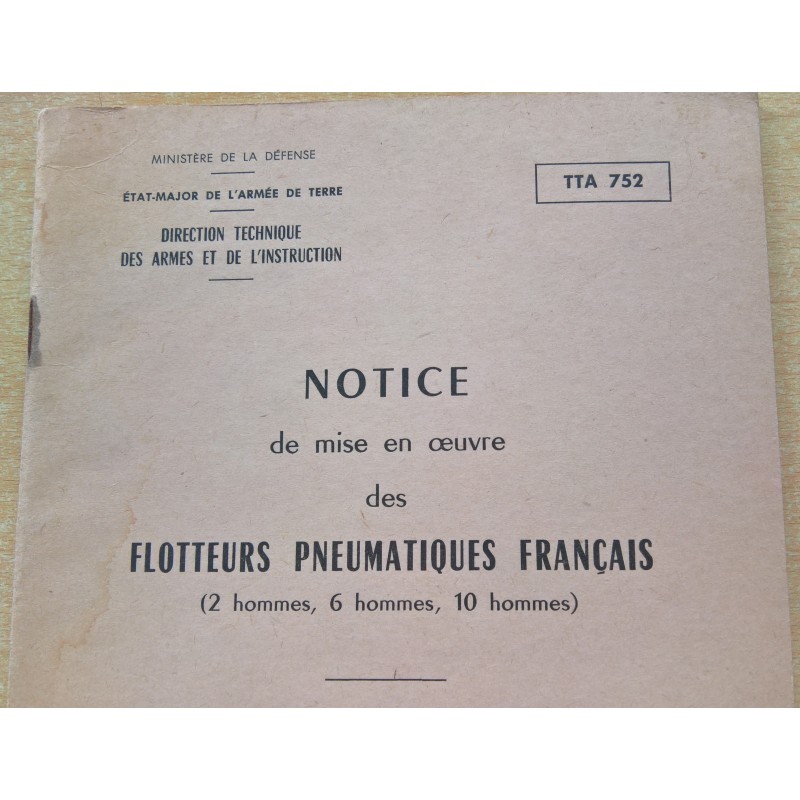 MINISTÈRE DE LA DÉFENSE
ÉTAT-MAJOR DE L'ARMÉE DE TERRE
DIRECTION TECHNIQUE
DES ARMES ET DE L'INSTRUCTION
TTA 752
NOTICE
de mise en œuvre
des
FLOTTEURS PNEUMATIQUES FRANÇAIS
(2 hommes, 6 hommes, 10 hommes)